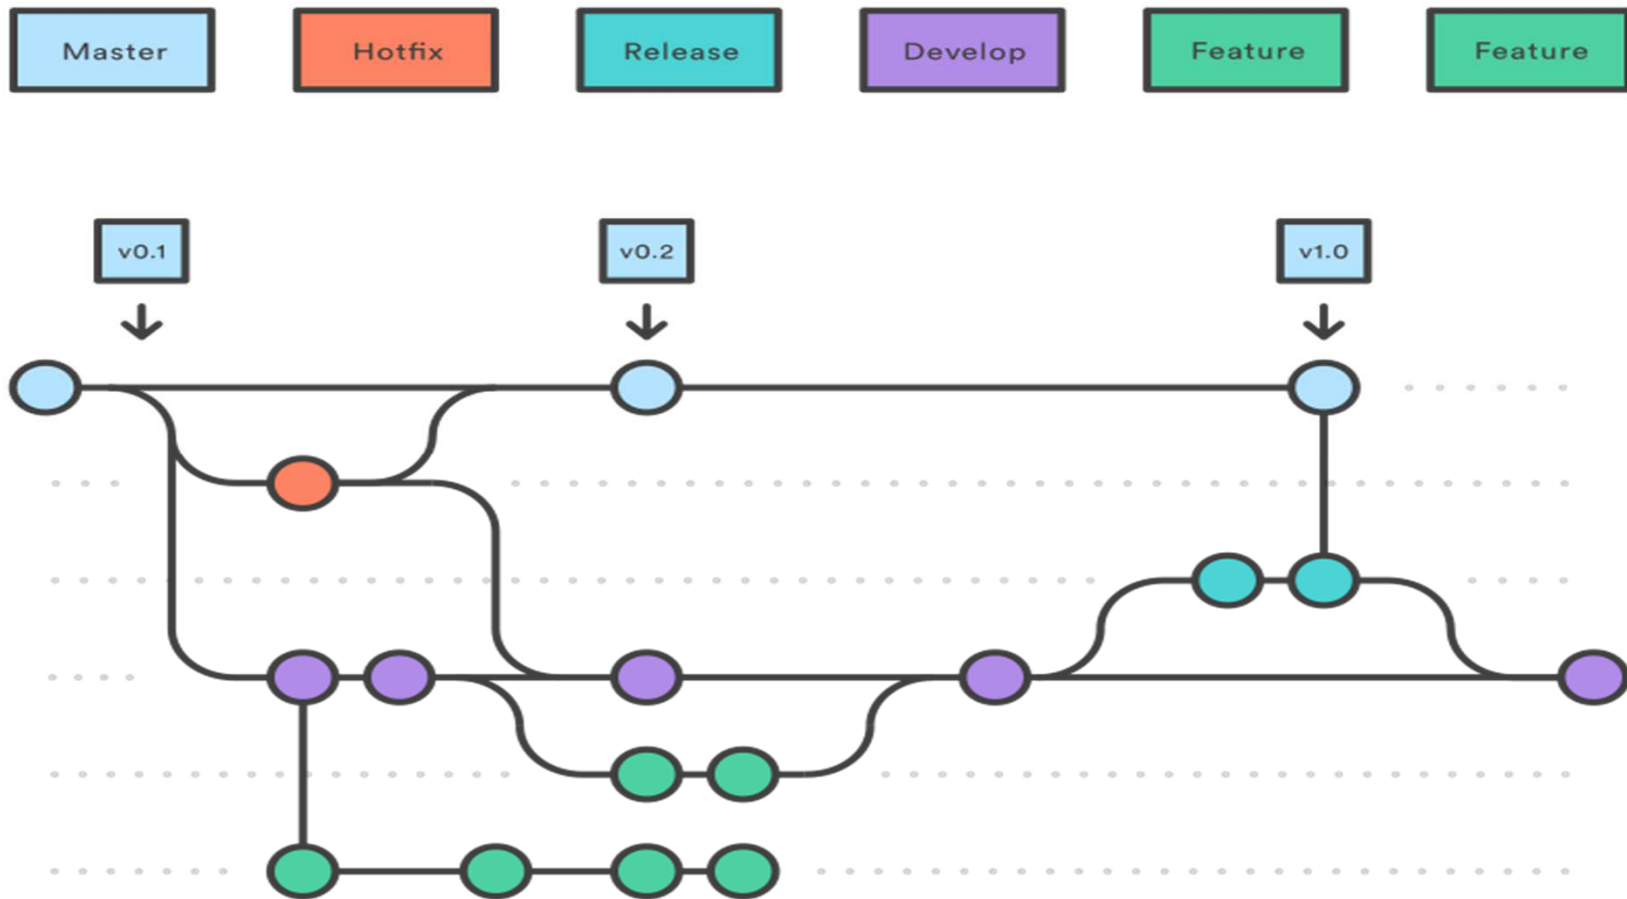 Master
Hotfix
Release
Develop
Feature
Feature
v0.1
v0.2
v1.0